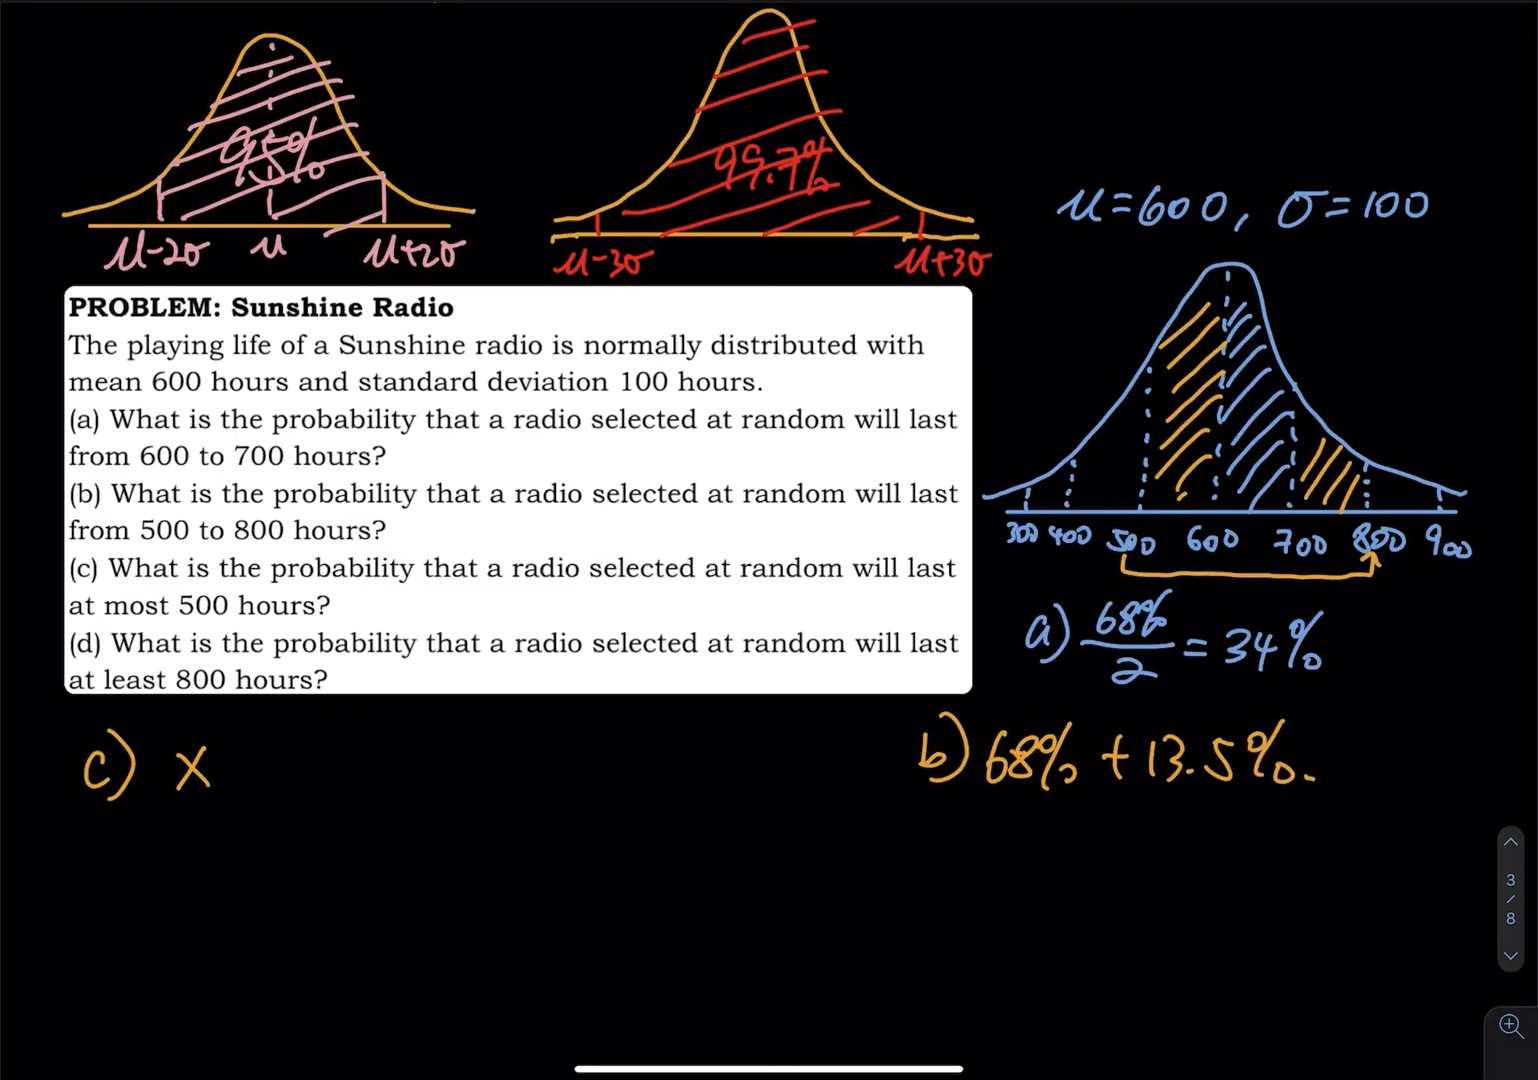 95%
99.7%
μ-2σ μ μ+2σ
μ-3σ μ+3σ
μ=600, σ=100
PROBLEM: Sunshine Radio
The playing life of a Sunshine radio is normally distributed with
mean 600 hours and standard deviation 100 hours.
(a) What is the probability that a radio selected at random will last
from 600 to 700 hours?
(b) What is the probability that a radio selected at random will last
from 500 to 800 hours?
(c) What is the probability that a radio selected at random will last
at most 500 hours?
(d) What is the probability that a radio selected at random will last
at least 800 hours?
300 400 500 600 700 800 900
a) 68%/2 = 34%
b) 68% + 13.5%.
c) x
3
/
8